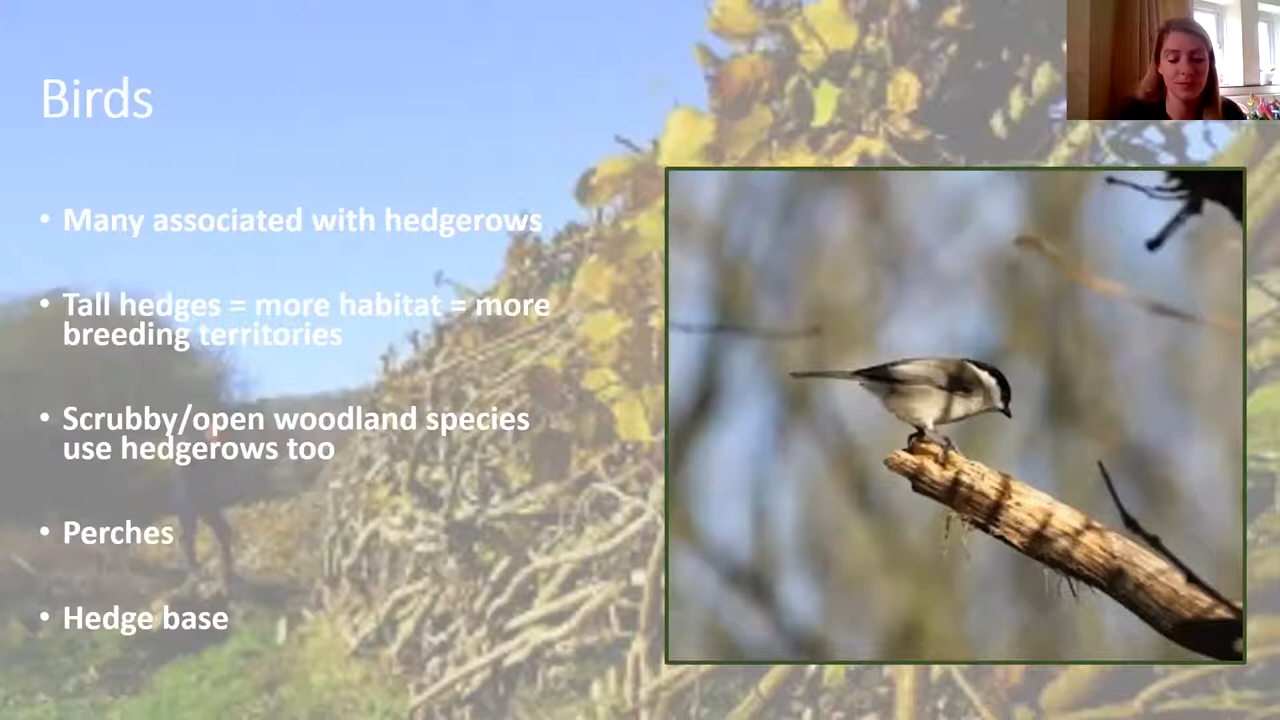 Birds
• Many associated with hedgerows
• Tall hedges = more habitat = more
breeding territories
• Scrubby/open woodland species
use hedgerows too
• Perches
• Hedge base